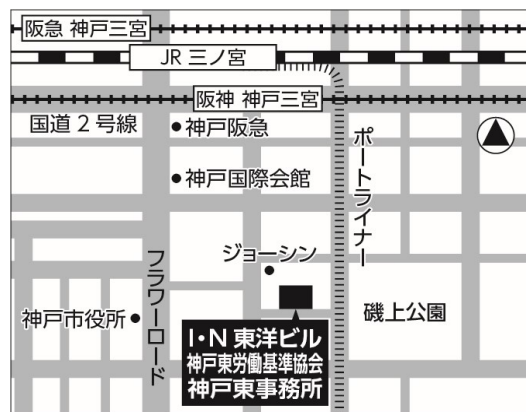 阪急 神戸三宮
JR 三ノ宮
阪神 神戸三宮
国道2号線
神戸阪急
神戸国際会館
ポートライナー
ジョーシン
フラワーロード
神戸市役所
磯上公園
I・N 東洋ビル
神戸東労働基準協会
神戸東事務所